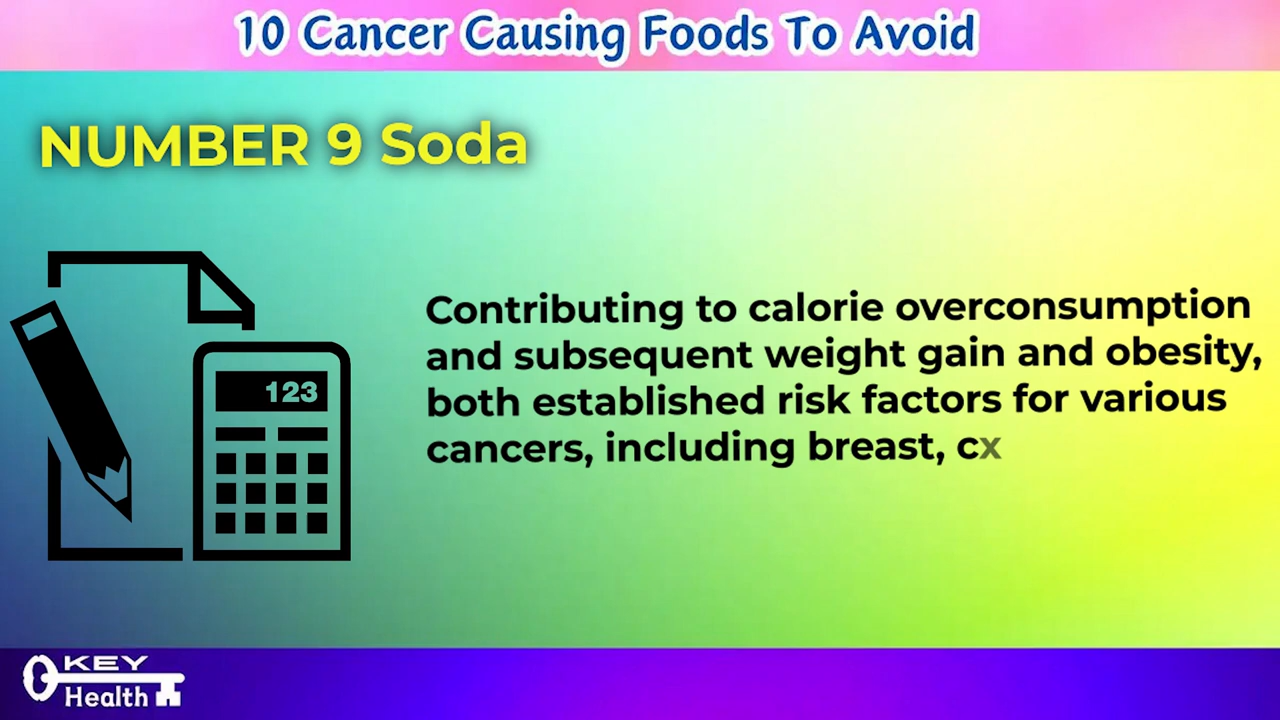 10 Cancer Causing Foods To Avoid
NUMBER 9 Soda
123
Contributing to calorie overconsumption
and subsequent weight gain and obesity,
both established risk factors for various
cancers, including breast, cx
KEY
Health